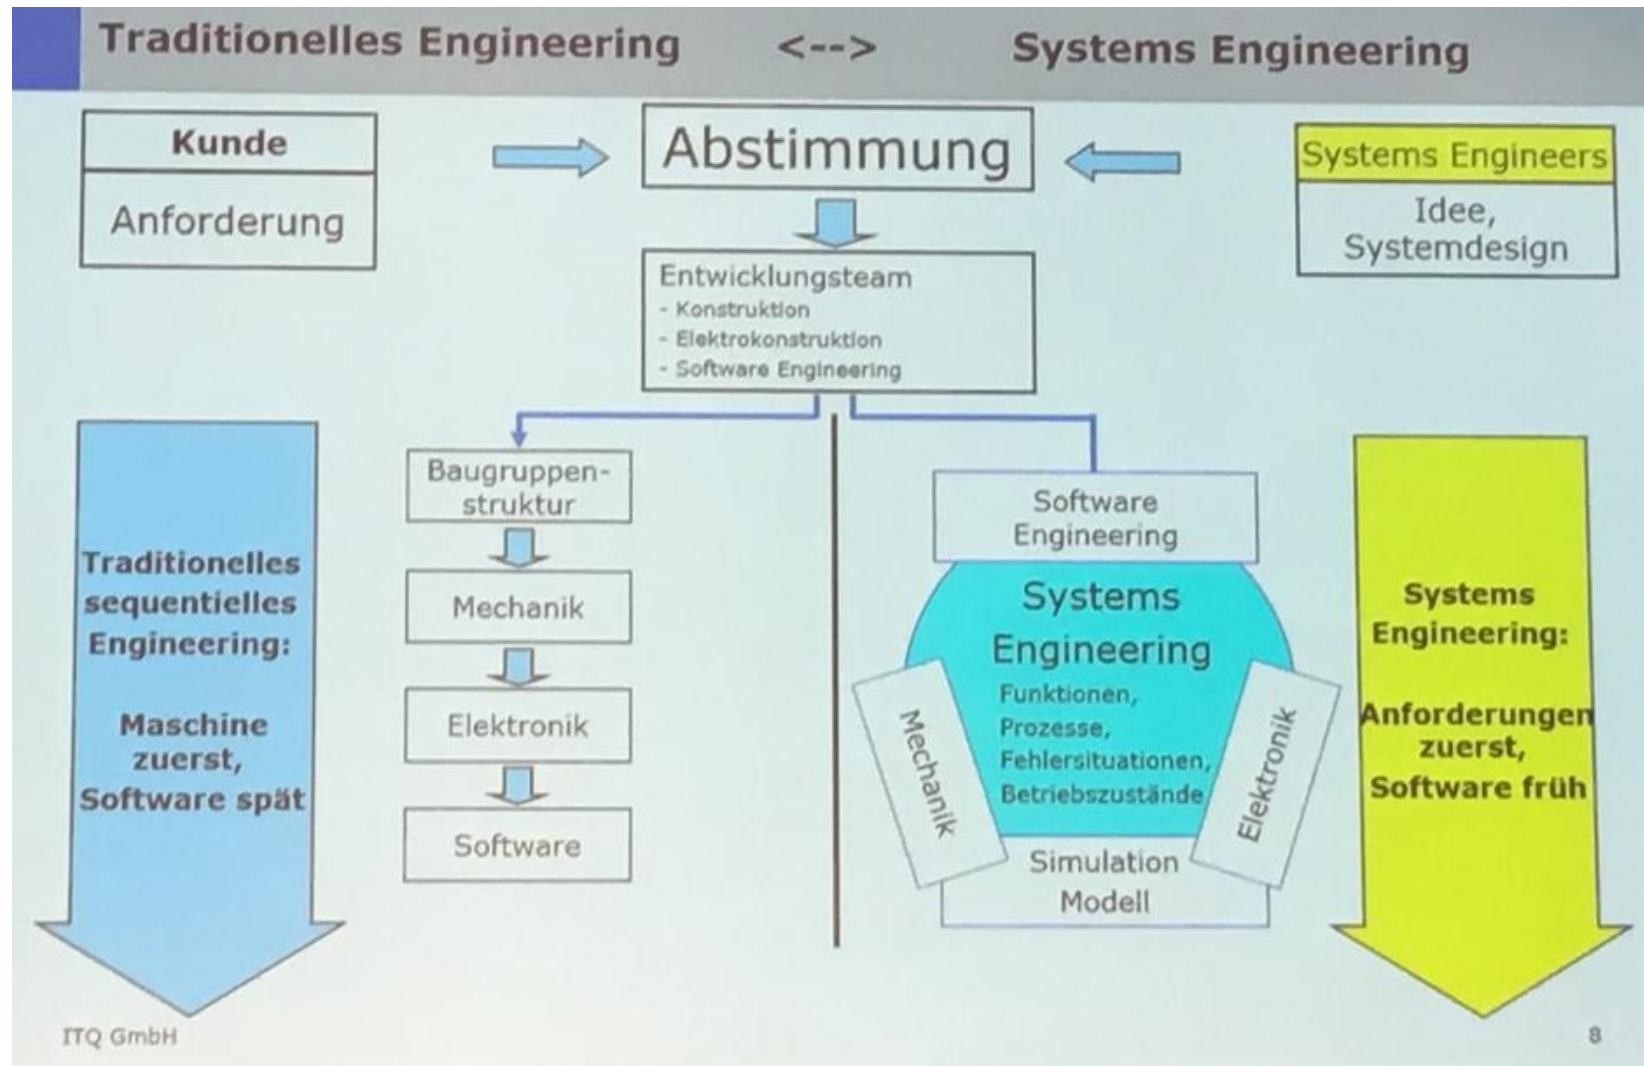 Traditionelles Engineering <--> Systems Engineering
Kunde
Anforderung
Abstimmung
Systems Engineers
Idee,
Systemdesign
Entwicklungsteam
- Konstruktion
- Elektrokonstruktion
- Software Engineering
Traditionelles
sequentielles
Engineering:
Maschine
zuerst,
Software spät
Baugruppen-
struktur
Mechanik
Elektronik
Software
Software
Engineering
Systems
Engineering
Funktionen,
Prozesse,
Fehlersituationen,
Betriebszustände
Mechanik
Elektronik
Simulation
Modell
Systems
Engineering:
Anforderungen
zuerst,
Software früh
ITQ GmbH
8